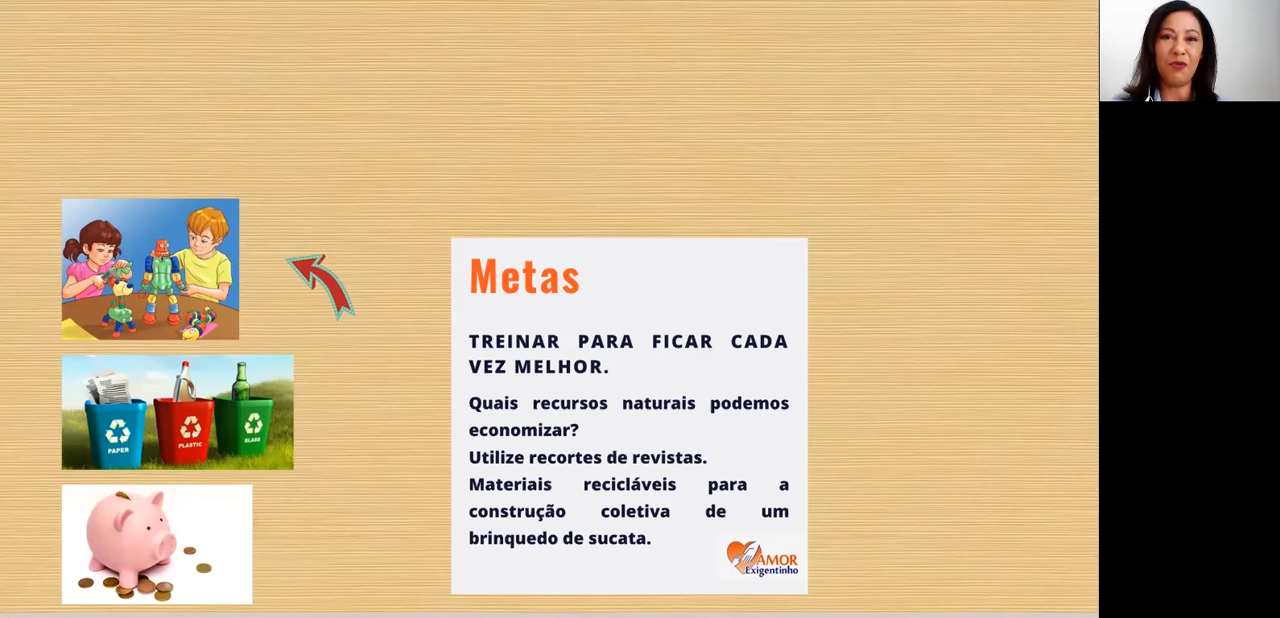 Metas
TREINAR PARA FICAR CADA
VEZ MELHOR.
Quais recursos naturais podemos
economizar?
Utilize recortes de revistas.
Materiais recicláveis para a
construção coletiva de um
brinquedo de sucata.
AMOR
Exigentinho
PAPER
PLASTIC
GLASS